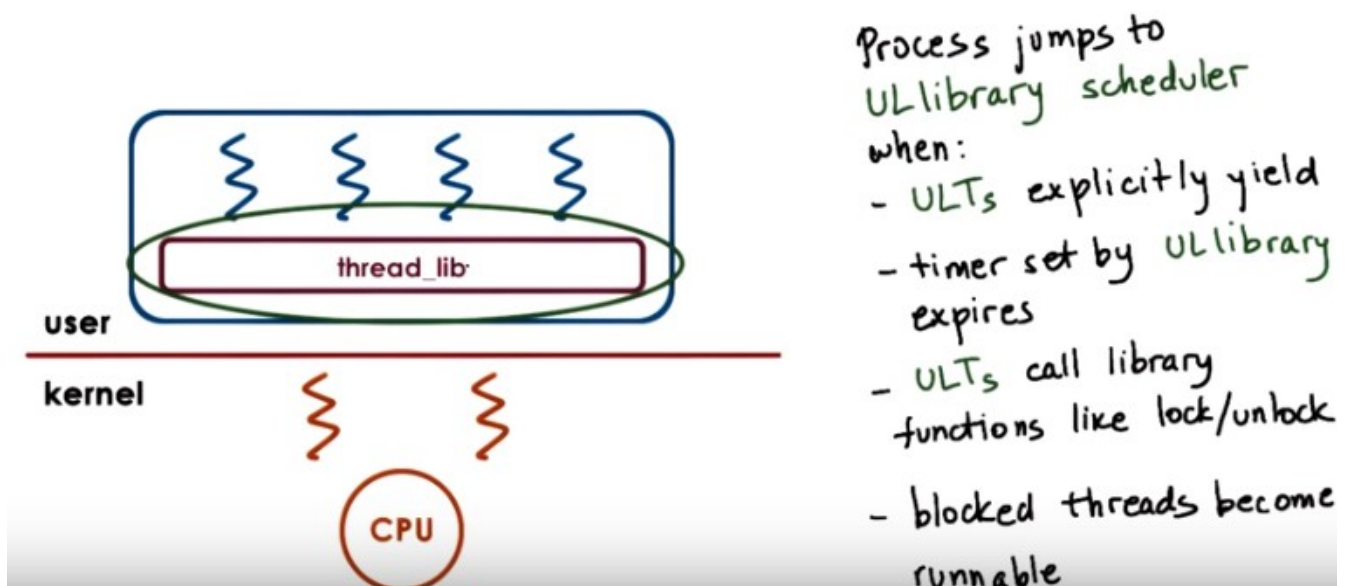 Process jumps to
UL library scheduler
when:
- ULTs explicitly yield
- timer set by UL library
expires
- ULTs call library
functions like lock/unlock
- blocked threads become
runnable
thread_lib
user
kernel
CPU